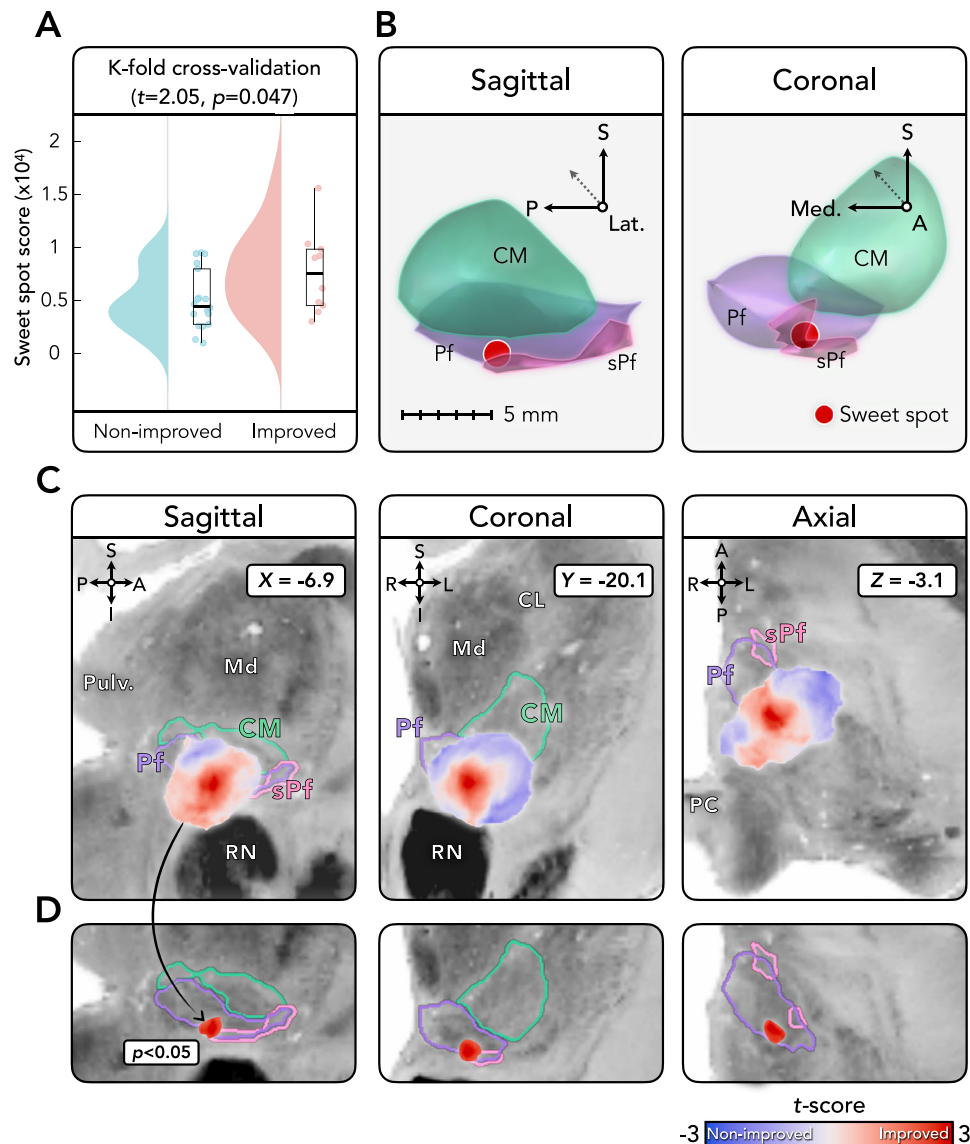 A
K-fold cross-validation
(t=2.05, p=0.047)
Sweet spot score (x10⁴)
2
1.5
1
0.5
0
Non-improved
Improved
B
Sagittal
S
P
Lat.
CM
Pf
sPf
5 mm
Coronal
S
Med.
A
CM
Pf
sPf
Sweet spot
C
Sagittal
S
P A
I
X = -6.9
Md
Pulv.
CM
Pf
sPf
RN
Coronal
S
R L
I
Y = -20.1
CL
Md
Pf
CM
RN
Axial
A
R L
P
Z = -3.1
sPf
Pf
PC
D
p<0.05
t-score
-3 Non-improved Improved 3